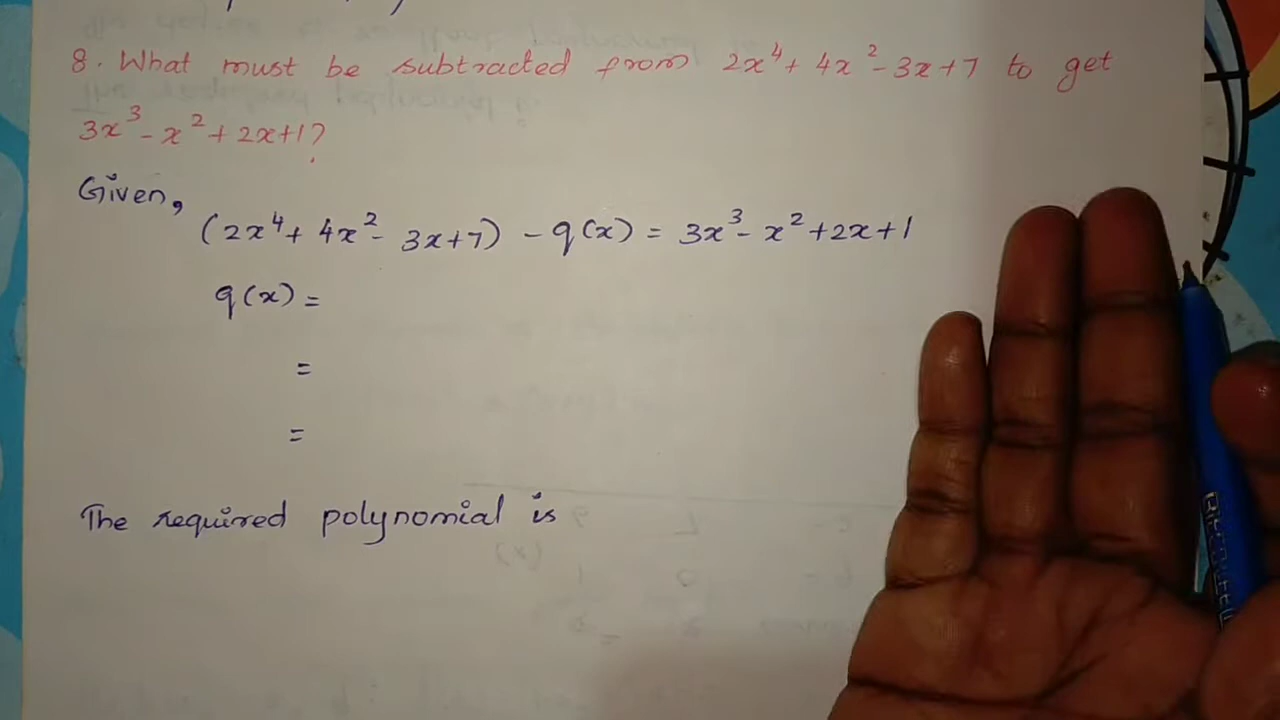 8. What must be subtracted from 2x⁴ + 4x² - 3x + 7 to get
3x³ - x² + 2x + 1?
Given,
(2x⁴ + 4x² - 3x + 7) - q(x) = 3x³ - x² + 2x + 1
q(x) =
=
=
The required polynomial is